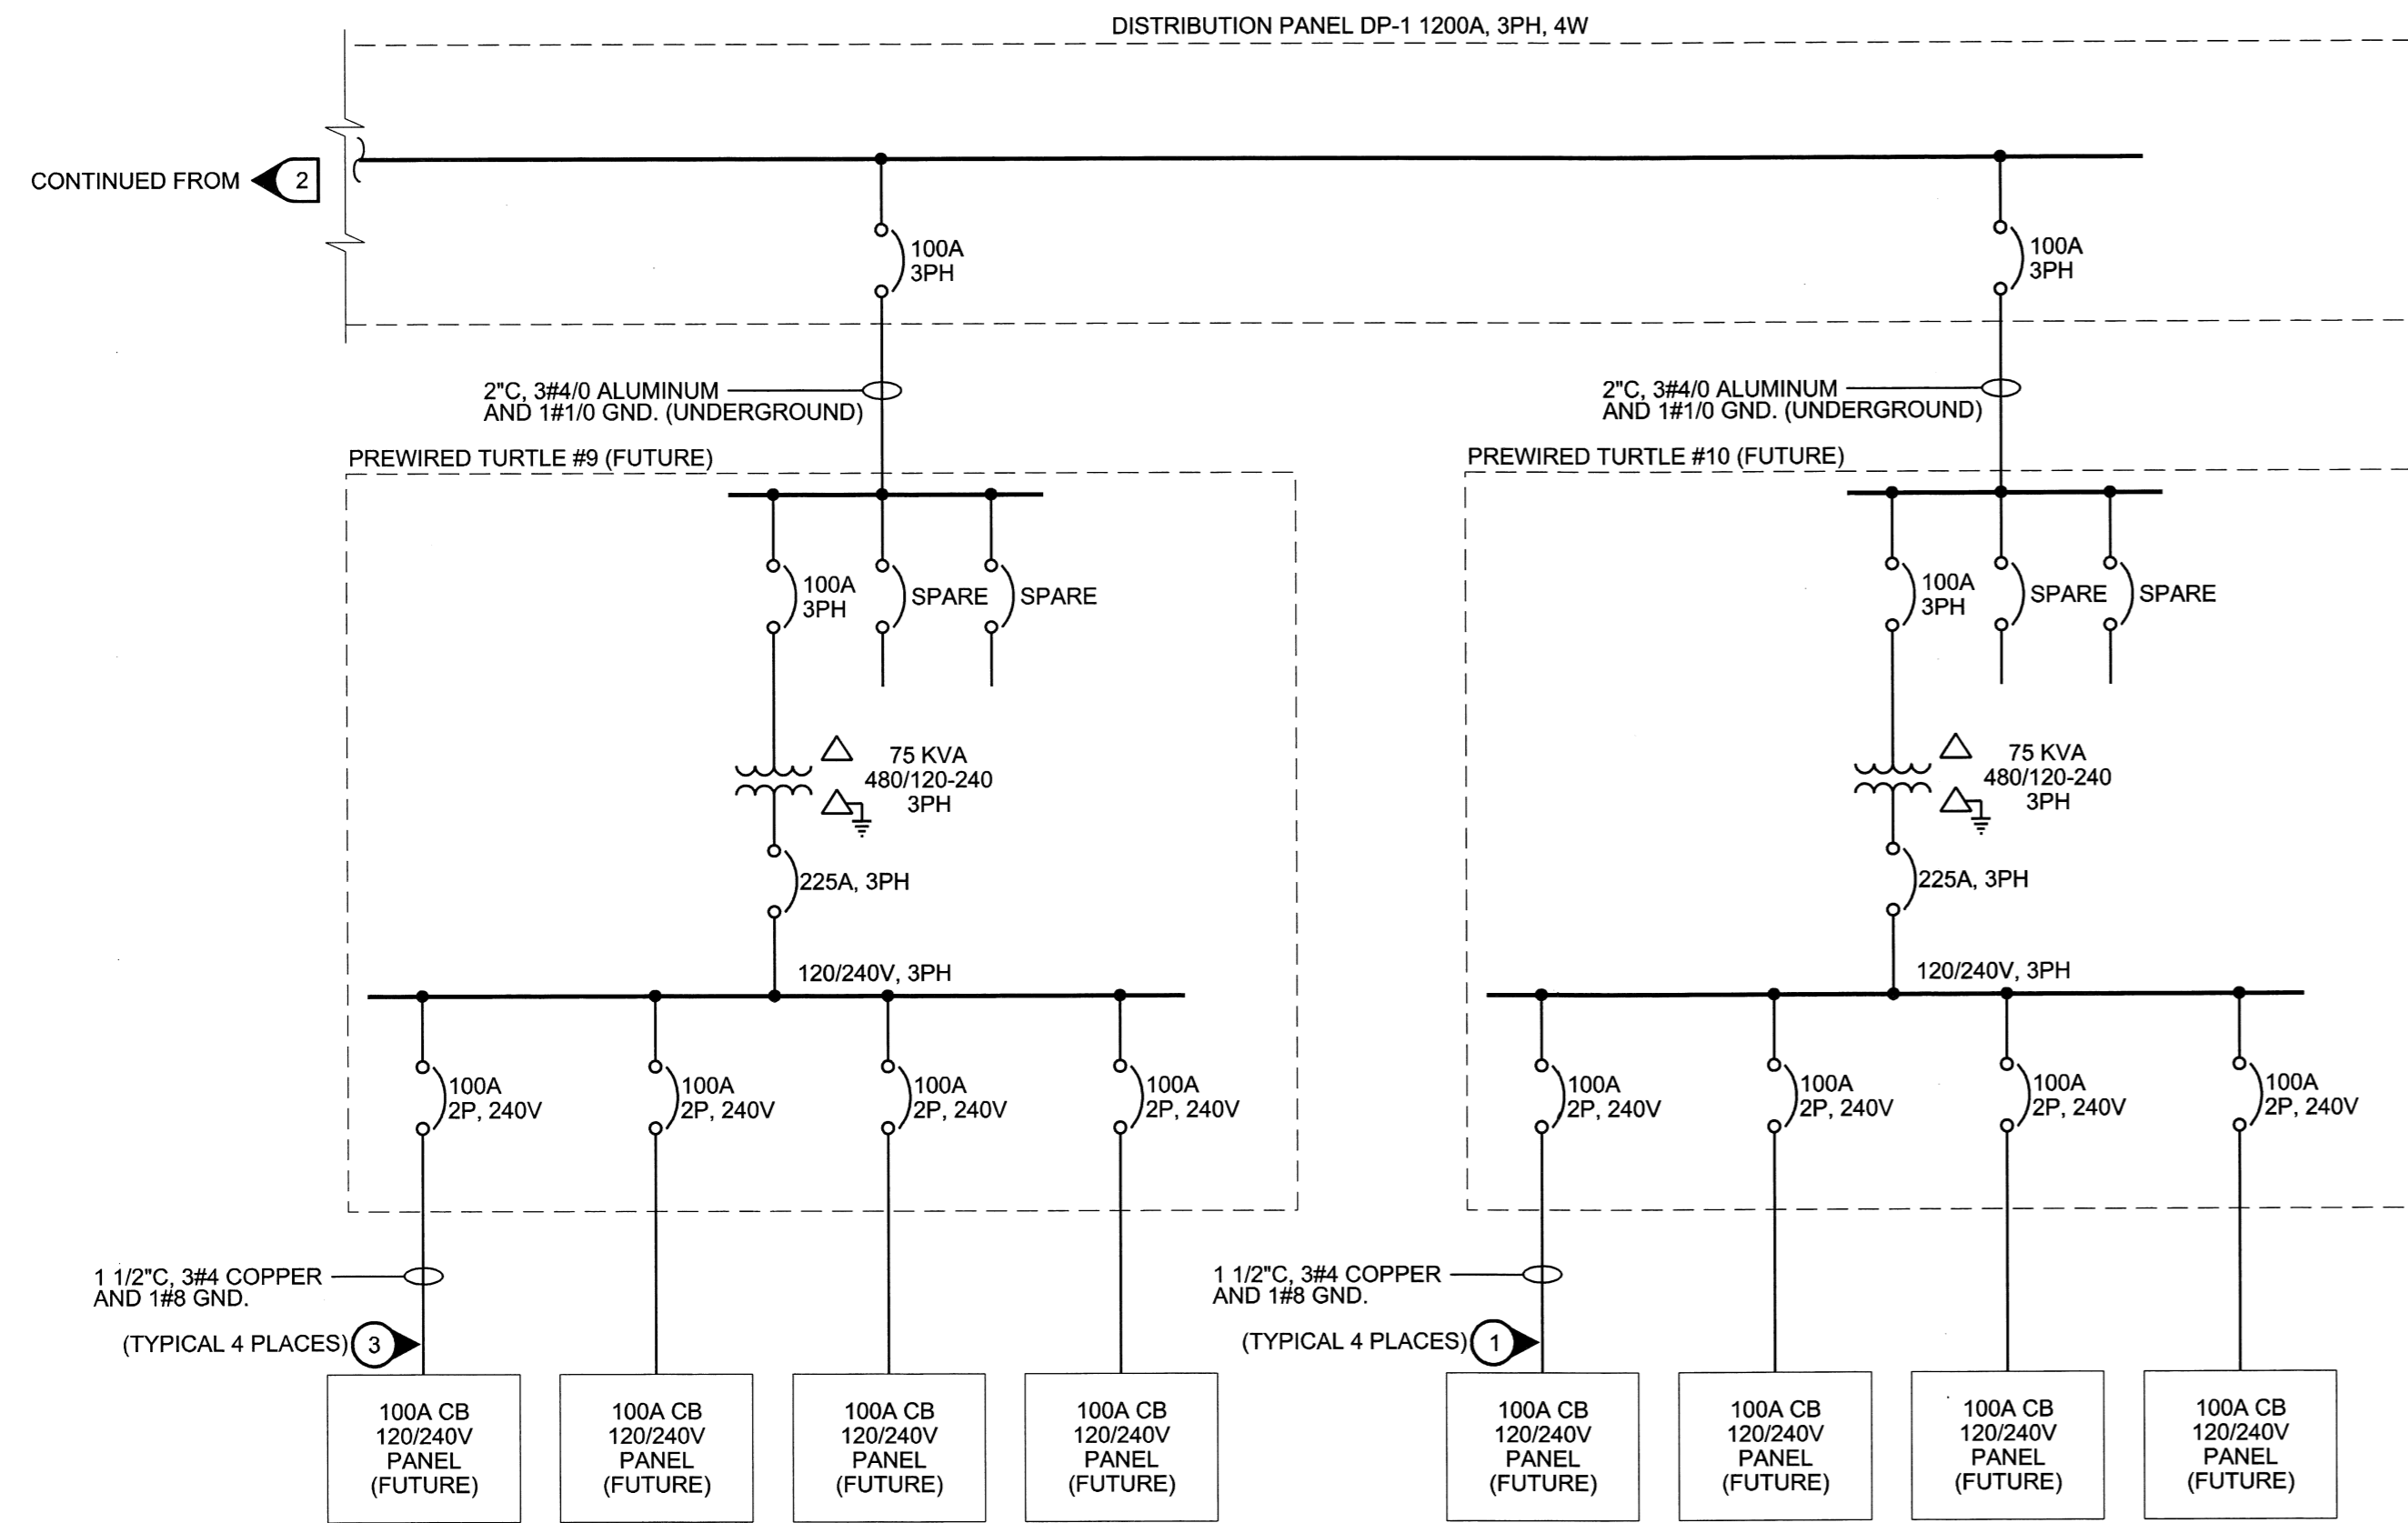 DISTRIBUTION PANEL DP-1 1200A, 3PH, 4W
CONTINUED FROM 2
100A
3PH
100A
3PH
2"C, 3#4/0 ALUMINUM
AND 1#1/0 GND. (UNDERGROUND)
2"C, 3#4/0 ALUMINUM
AND 1#1/0 GND. (UNDERGROUND)
PREWIRED TURTLE #9 (FUTURE)
100A
3PH
SPARE
SPARE
75 KVA
480/120-240
3PH
225A, 3PH
120/240V, 3PH
100A
2P, 240V
100A
2P, 240V
100A
2P, 240V
100A
2P, 240V
1 1/2"C, 3#4 COPPER
AND 1#8 GND.
(TYPICAL 4 PLACES) 3
100A CB
120/240V
PANEL
(FUTURE)
100A CB
120/240V
PANEL
(FUTURE)
100A CB
120/240V
PANEL
(FUTURE)
100A CB
120/240V
PANEL
(FUTURE)
PREWIRED TURTLE #10 (FUTURE)
100A
3PH
SPARE
SPARE
75 KVA
480/120-240
3PH
225A, 3PH
120/240V, 3PH
100A
2P, 240V
100A
2P, 240V
100A
2P, 240V
100A
2P, 240V
1 1/2"C, 3#4 COPPER
AND 1#8 GND.
(TYPICAL 4 PLACES) 1
100A CB
120/240V
PANEL
(FUTURE)
100A CB
120/240V
PANEL
(FUTURE)
100A CB
120/240V
PANEL
(FUTURE)
100A CB
120/240V
PANEL
(FUTURE)